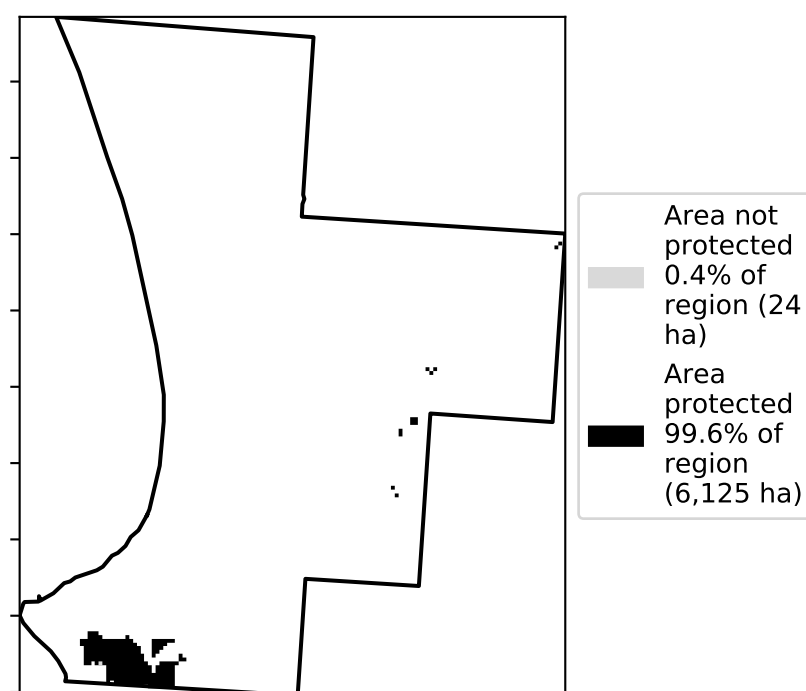 Area not
protected
0.4% of
region (24
ha)
Area
protected
99.6% of
region
(6,125 ha)